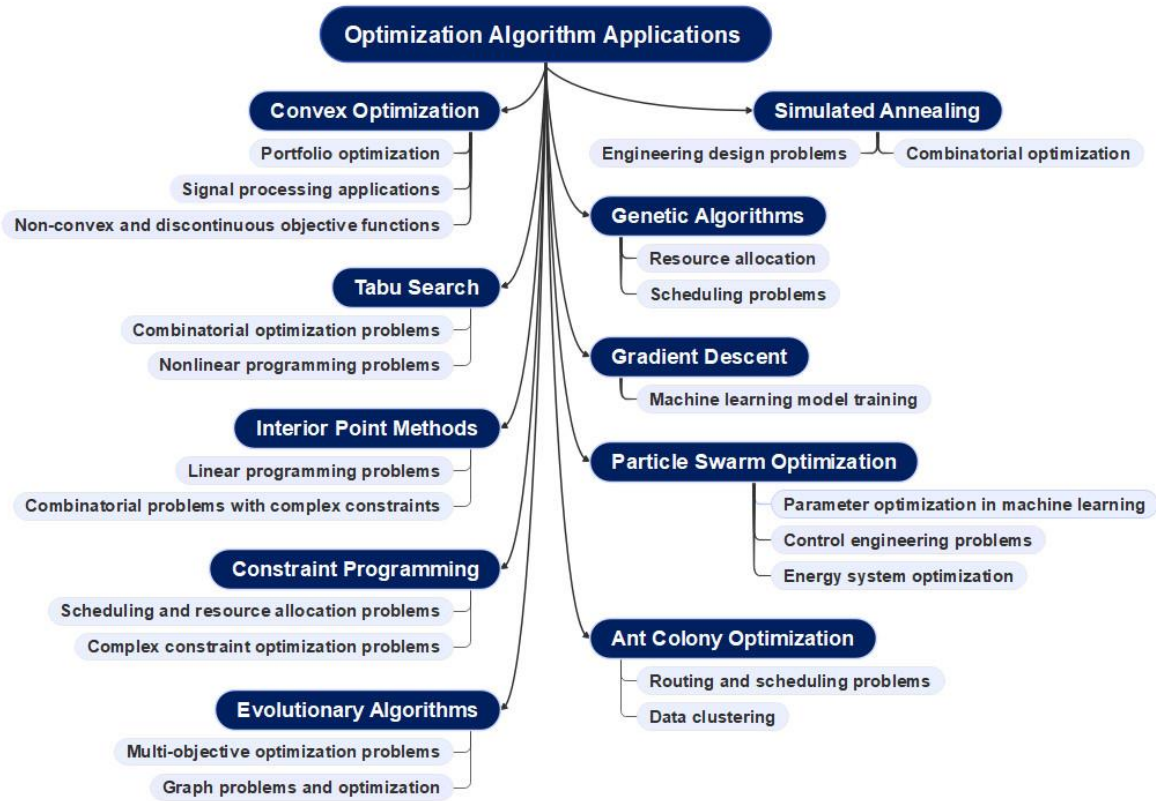 Optimization Algorithm Applications
Convex Optimization
Portfolio optimization
Signal processing applications
Non-convex and discontinuous objective functions
Tabu Search
Combinatorial optimization problems
Nonlinear programming problems
Interior Point Methods
Linear programming problems
Combinatorial problems with complex constraints
Constraint Programming
Scheduling and resource allocation problems
Complex constraint optimization problems
Evolutionary Algorithms
Multi-objective optimization problems
Graph problems and optimization
Simulated Annealing
Engineering design problems
Combinatorial optimization
Genetic Algorithms
Resource allocation
Scheduling problems
Gradient Descent
Machine learning model training
Particle Swarm Optimization
Parameter optimization in machine learning
Control engineering problems
Energy system optimization
Ant Colony Optimization
Routing and scheduling problems
Data clustering